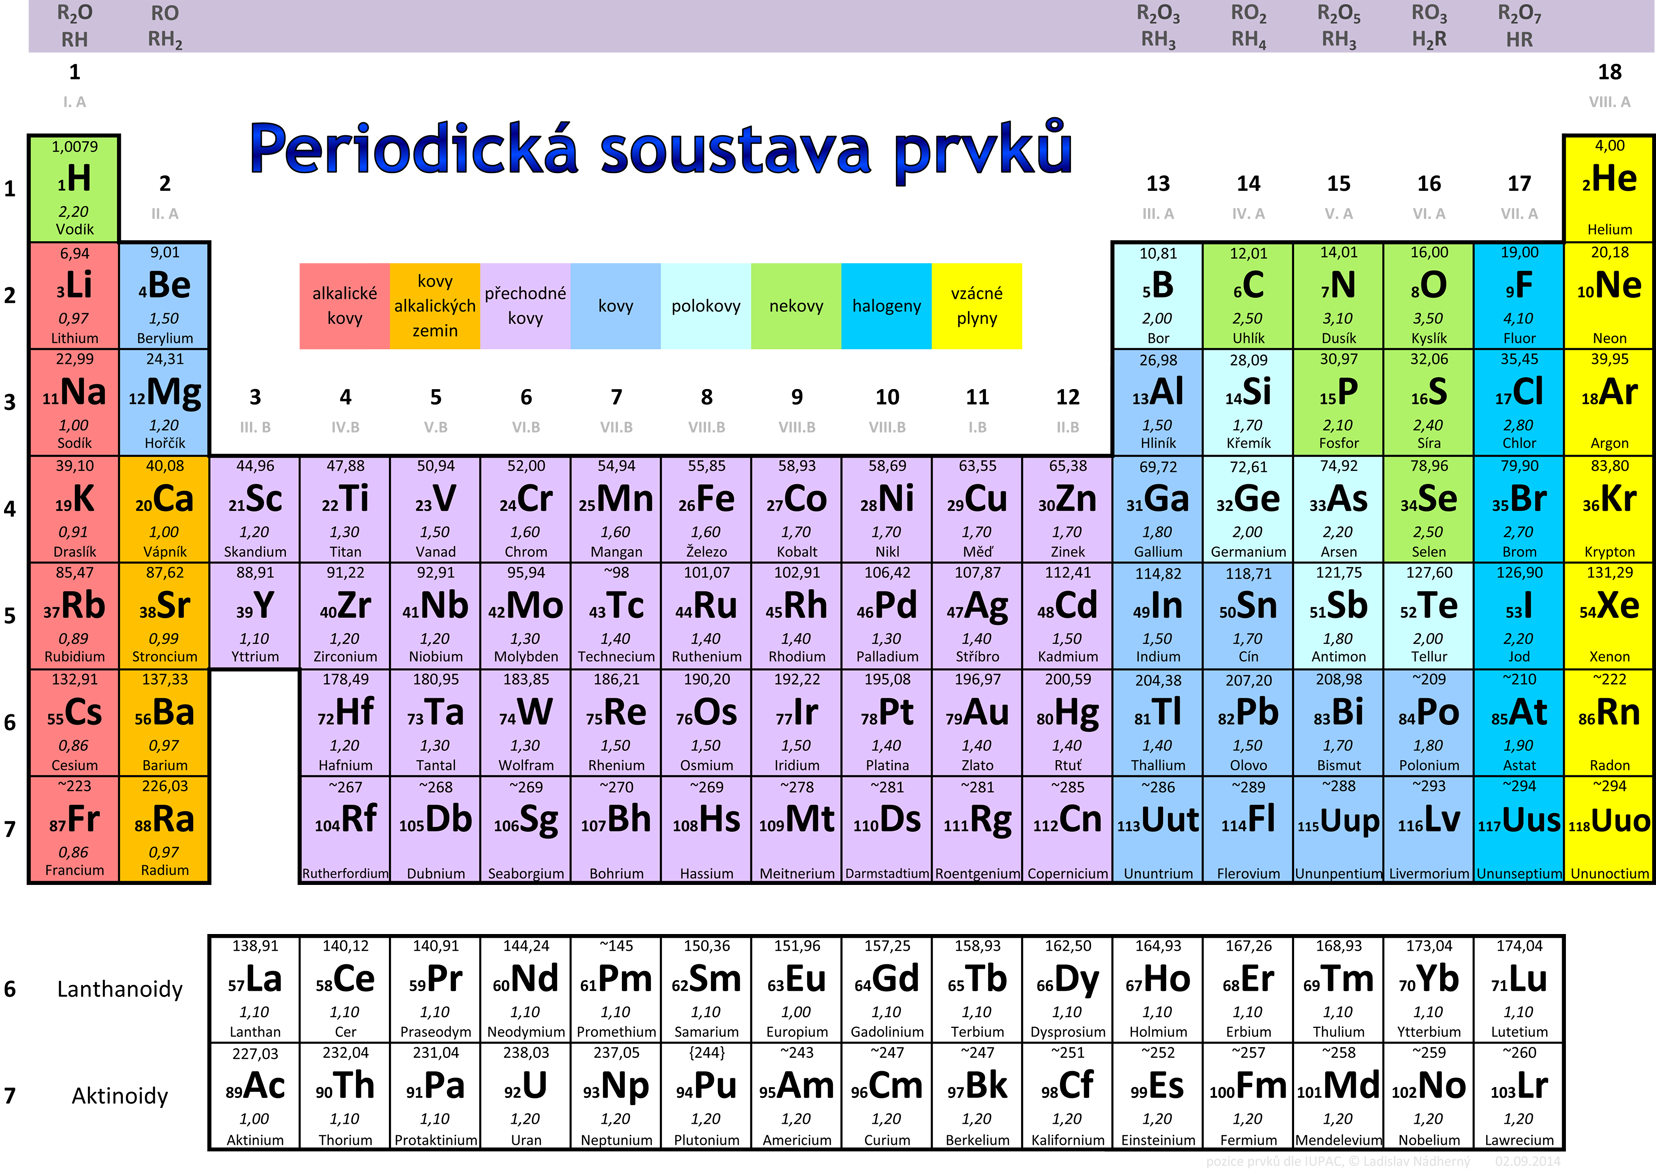 R₂O RO R₂O₃ RO₂ R₂O₅ RO₃ R₂O₇
RH RH₂ RH₃ RH₄ RH₃ H₂R HR
1 18
I. A VIII. A
Periodická soustava prvků
1,0079 4,00
1 ₁H 2 13 14 15 16 17 ₂He
2,20 II. A III. A IV. A V. A VI. A VII. A
Vodík Helium
6,94 9,01 10,81 12,01 14,01 16,00 19,00 20,18
2 ₃Li ₄Be ₅B ₆C ₇N ₈O ₉F ₁₀Ne
0,97 1,50 2,00 2,50 3,10 3,50 4,10
Lithium Berylium Bor Uhlík Dusík Kyslík Fluor Neon
alkalické kovy
kovy alkalických zemin
přechodné kovy
kovy
polokovy
nekovy
halogeny
vzácné plyny
22,99 24,31 26,98 28,09 30,97 32,06 35,45 39,95
3 ₁₁Na ₁₂Mg 3 4 5 6 7 8 9 10 11 12 ₁₃Al ₁₄Si ₁₅P ₁₆S ₁₇Cl ₁₈Ar
1,00 1,20 III. B IV.B V.B VI.B VII.B VIII.B VIII.B VIII.B I.B II.B 1,50 1,70 2,10 2,40 2,80
Sodík Hořčík Hliník Křemík Fosfor Síra Chlor Argon
39,10 40,08 44,96 47,88 50,94 52,00 54,94 55,85 58,93 58,69 63,55 65,38 69,72 72,61 74,92 78,96 79,90 83,80
4 ₁₉K ₂₀Ca ₂₁Sc ₂₂Ti ₂₃V ₂₄Cr ₂₅Mn ₂₆Fe ₂₇Co ₂₈Ni ₂₉Cu ₃₀Zn ₃₁Ga ₃₂Ge ₃₃As ₃₄Se ₃₅Br ₃₆Kr
0,91 1,00 1,20 1,30 1,50 1,60 1,60 1,60 1,70 1,70 1,70 1,70 1,80 2,00 2,20 2,50 2,70
Draslík Vápník Skandium Titan Vanad Chrom Mangan Železo Kobalt Nikl Měď Zinek Gallium Germanium Arsen Selen Brom Krypton
85,47 87,62 88,91 91,22 92,91 95,94 ~98 101,07 102,91 106,42 107,87 112,41 114,82 118,71 121,75 127,60 126,90 131,29
5 ₃₇Rb ₃₈Sr ₃₉Y ₄₀Zr ₄₁Nb ₄₂Mo ₄₃Tc ₄₄Ru ₄₅Rh ₄₆Pd ₄₇Ag ₄₈Cd ₄₉In ₅₀Sn ₅₁Sb ₅₂Te ₅₃I ₅₄Xe
0,89 0,99 1,10 1,20 1,20 1,30 1,40 1,40 1,40 1,30 1,40 1,50 1,50 1,70 1,80 2,00 2,20
Rubidium Stroncium Yttrium Zirconium Niobium Molybden Technecium Ruthenium Rhodium Palladium Stříbro Kadmium Indium Cín Antimon Tellur Jod Xenon
132,91 137,33 178,49 180,95 183,85 186,21 190,20 192,22 195,08 196,97 200,59 204,38 207,20 208,98 ~209 ~210 ~222
6 ₅₅Cs ₅₆Ba ₇₂Hf ₇₃Ta ₇₄W ₇₅Re ₇₆Os ₇₇Ir ₇₈Pt ₇₉Au ₈₀Hg ₈₁Tl ₈₂Pb ₈₃Bi ₈₄Po ₈₅At ₈₆Rn
0,86 0,97 1,20 1,30 1,30 1,50 1,50 1,50 1,40 1,40 1,40 1,40 1,50 1,70 1,80 1,90
Cesium Barium Hafnium Tantal Wolfram Rhenium Osmium Iridium Platina Zlato Rtuť Thallium Olovo Bismut Polonium Astat Radon
~223 226,03 ~267 ~268 ~269 ~270 ~269 ~278 ~281 ~281 ~285 ~286 ~289 ~288 ~293 ~294 ~294
7 ₈₇Fr ₈₈Ra ₁₀₄Rf ₁₀₅Db ₁₀₆Sg ₁₀₇Bh ₁₀₈Hs ₁₀₉Mt ₁₁₀Ds ₁₁₁Rg ₁₁₂Cn ₁₁₃Uut ₁₁₄Fl ₁₁₅Uup ₁₁₆Lv ₁₁₇Uus ₁₁₈Uuo
0,86 0,97
Francium Radium Rutherfordium Dubnium Seaborgium Bohrium Hassium Meitnerium Darmstadtium Roentgenium Copernicium Ununtrium Flerovium Ununpentium Livermorium Ununseptium Ununoctium
138,91 140,12 140,91 144,24 ~145 150,36 151,96 157,25 158,93 162,50 164,93 167,26 168,93 173,04 174,04
6 Lanthanoidy ₅₇La ₅₈Ce ₅₉Pr ₆₀Nd ₆₁Pm ₆₂Sm ₆₃Eu ₆₄Gd ₆₅Tb ₆₆Dy ₆₇Ho ₆₈Er ₆₉Tm ₇₀Yb ₇₁Lu
1,10 1,10 1,10 1,10 1,10 1,10 1,00 1,10 1,10 1,10 1,10 1,10 1,10 1,10 1,10
Lanthan Cer Praseodym Neodymium Promethium Samarium Europium Gadolinium Terbium Dysprosium Holmium Erbium Thulium Ytterbium Lutetium
227,03 232,04 231,04 238,03 237,05 {244} ~243 ~247 ~247 ~251 ~252 ~257 ~258 ~259 ~260
7 Aktinoidy ₈₉Ac ₉₀Th ₉₁Pa ₉₂U ₉₃Np ₉₄Pu ₉₅Am ₉₆Cm ₉₇Bk ₉₈Cf ₉₉Es ₁₀₀Fm ₁₀₁Md ₁₀₂No ₁₀₃Lr
1,00 1,10 1,10 1,20 1,20 1,20 1,20 1,20 1,20 1,20 1,20 1,20 1,20 1,20 1,20
Aktinium Thorium Protaktinium Uran Neptunium Plutonium Americium Curium Berkelium Kalifornium Einsteinium Fermium Mendelevium Nobelium Lawrecium
pozice prvků dle IUPAC, © Ladislav Nádherný 02.09.2014